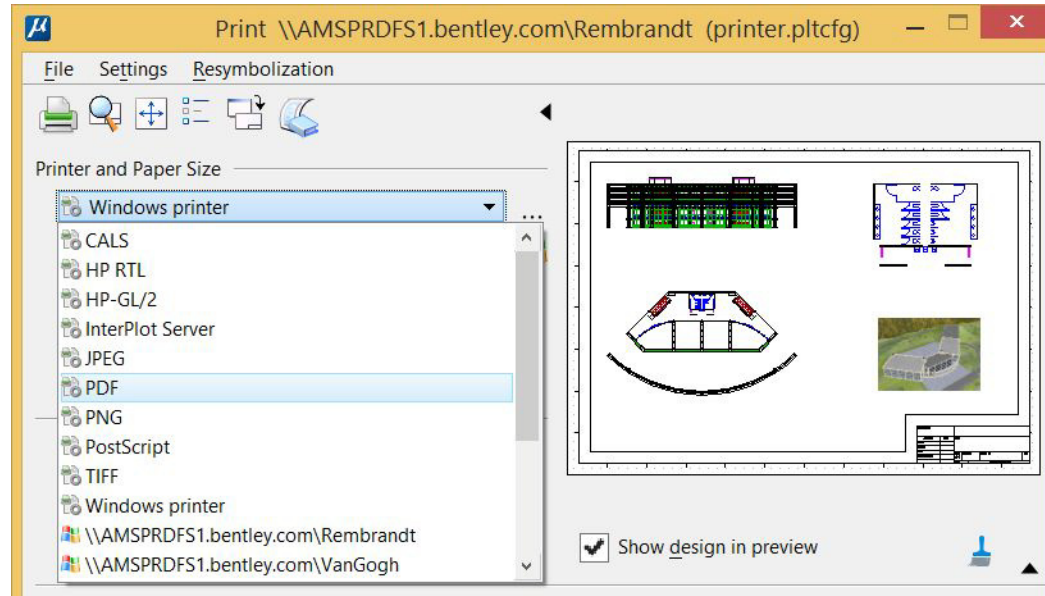 Print \\AMSPRDFS1.bentley.com\Rembrandt (printer.pltcfg)
File Settings Resymbolization
Printer and Paper Size
Windows printer
...
CALS
HP RTL
HP-GL/2
InterPlot Server
JPEG
PDF
PNG
PostScript
TIFF
Windows printer
\\AMSPRDFS1.bentley.com\Rembrandt
\\AMSPRDFS1.bentley.com\VanGogh
Show design in preview